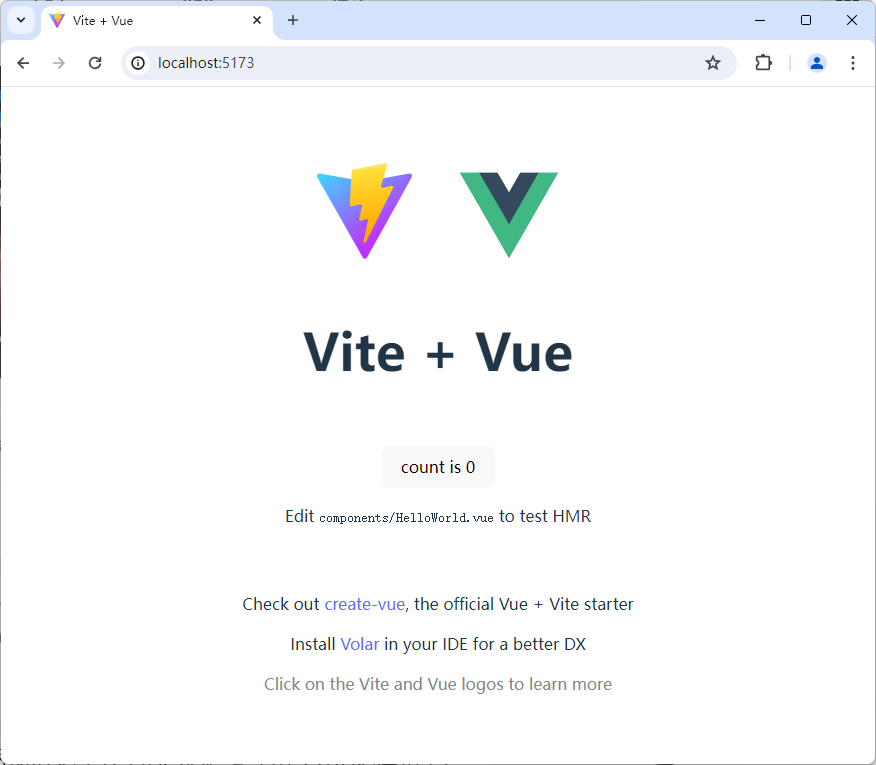 Vite + Vue
localhost:5173
Vite + Vue
count is 0
Edit components/HelloWorld.vue to test HMR
Check out create-vue, the official Vue + Vite starter
Install Volar in your IDE for a better DX
Click on the Vite and Vue logos to learn more